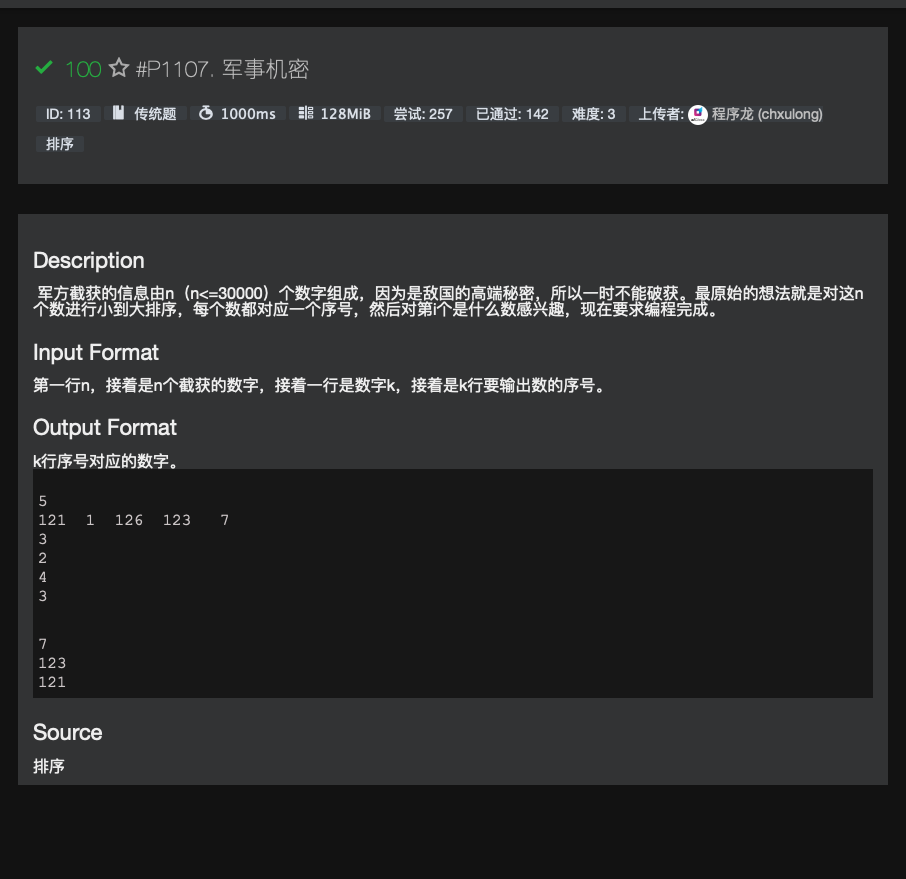 100 #P1107. 军事机密
ID: 113 传统题 1000ms 128MiB 尝试: 257 已通过: 142 难度: 3 上传者: 程序龙 (chxulong)
排序
Description
军方截获的信息由n（n<=30000）个数字组成，因为是敌国的高端秘密，所以一时不能破获。最原始的想法就是对这n
个数进行小到大排序，每个数都对应一个序号，然后对第i个是什么数感兴趣，现在要求编程完成。
Input Format
第一行n，接着是n个截获的数字，接着一行是数字k，接着是k行要输出数的序号。
Output Format
k行序号对应的数字。
5
121 1 126 123 7
3
2
4
3
7
123
121
Source
排序